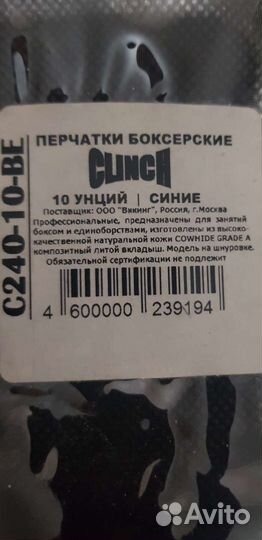 C240-10-BE
ПЕРЧАТКИ БОКСЕРСКИЕ
CLINCH
10 УНЦИЙ | СИНИЕ
Поставщик: ООО "Викинг", Россия, г.Москва
Профессиональные, предназначены для занятий
боксом и единоборствами, изготовлены из высоко-
качественной натуральной кожи COWHIDE GRADE A
композитный литой вкладыш. Модель на шнуровке.
Обязательной сертификации не подлежит
4 600000 239194
Avito